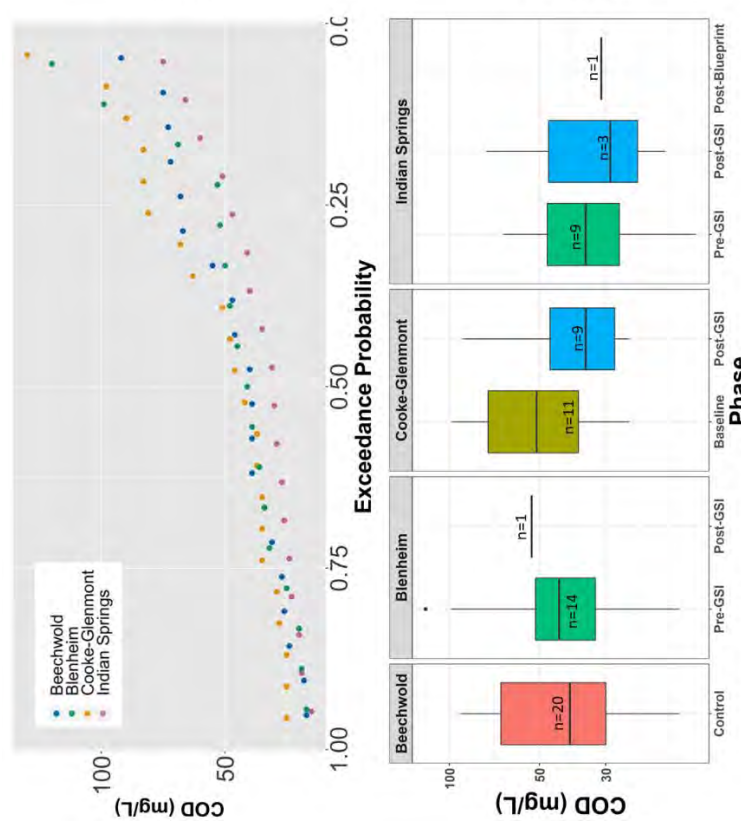 COD (mg/L)
100
50
Beechwold
Blenheim
Cooke-Glenmont
Indian Springs
1.00
0.75
0.50
0.25
Exceedance Probability
COD (mg/L)
100
50
30
Beechwold
Blenheim
Cooke-Glenmont
Indian Springs
n=20
n=14
n=1
n=11
n=9
n=9
n=3
n=1
Control
Pre-GSI
Post-GSI
Baseline
Post-GSI
Pre-GSI
Post-GSI
Post-Blueprint
Phase